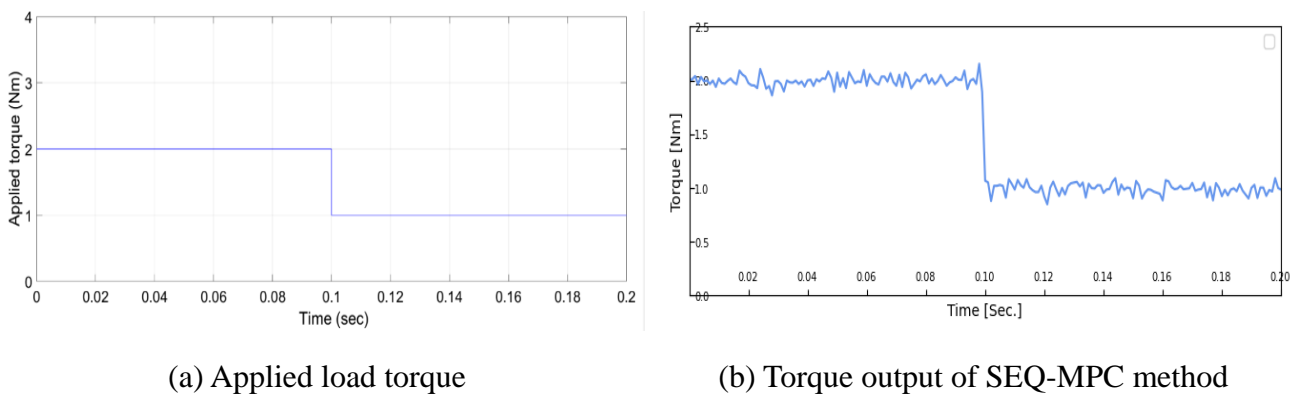 4
3
2
1
0
Applied torque (Nm)
0 0.02 0.04 0.06 0.08 0.1 0.12 0.14 0.16 0.18 0.2
Time (sec)
(a) Applied load torque
2.5
2.0
1.5
1.0
0.5
0.0
Torque [Nm]
0.02 0.04 0.06 0.08 0.10 0.12 0.14 0.16 0.18 0.20
Time [Sec.]
(b) Torque output of SEQ-MPC method